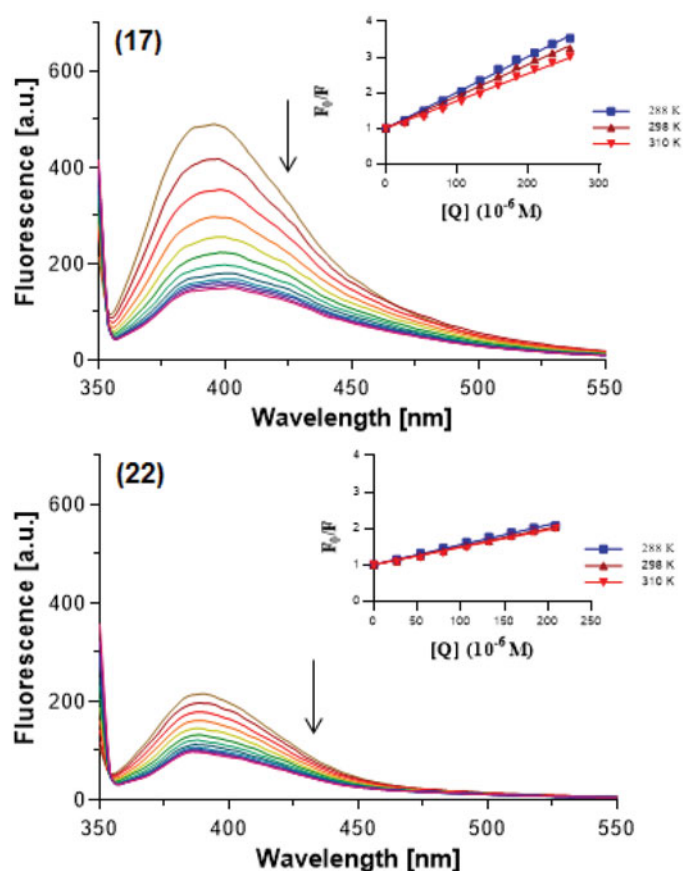 (17)
600
400
200
0
Fluorescence [a.u.]
350 400 450 500 550
Wavelength [nm]
4
3
2
1
0
F₀/F
0 100 200 300
[Q] (10⁻⁶ M)
288 K
298 K
310 K
(22)
600
400
200
0
Fluorescence [a.u.]
350 400 450 500 550
Wavelength [nm]
4
3
2
1
0
F₀/F
0 50 100 150 200 250
[Q] (10⁻⁶ M)
288 K
298 K
310 K